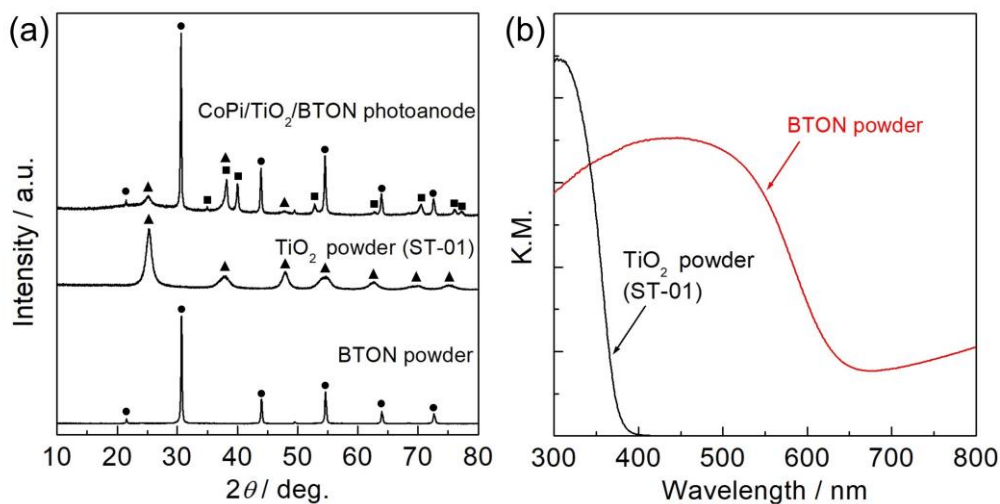 (a)
CoPi/TiO₂/BTON photoanode
TiO₂ powder (ST-01)
BTON powder
Intensity / a.u.
10 20 30 40 50 60 70 80
2θ / deg.
(b)
BTON powder
TiO₂ powder
(ST-01)
K.M.
300 400 500 600 700 800
Wavelength / nm